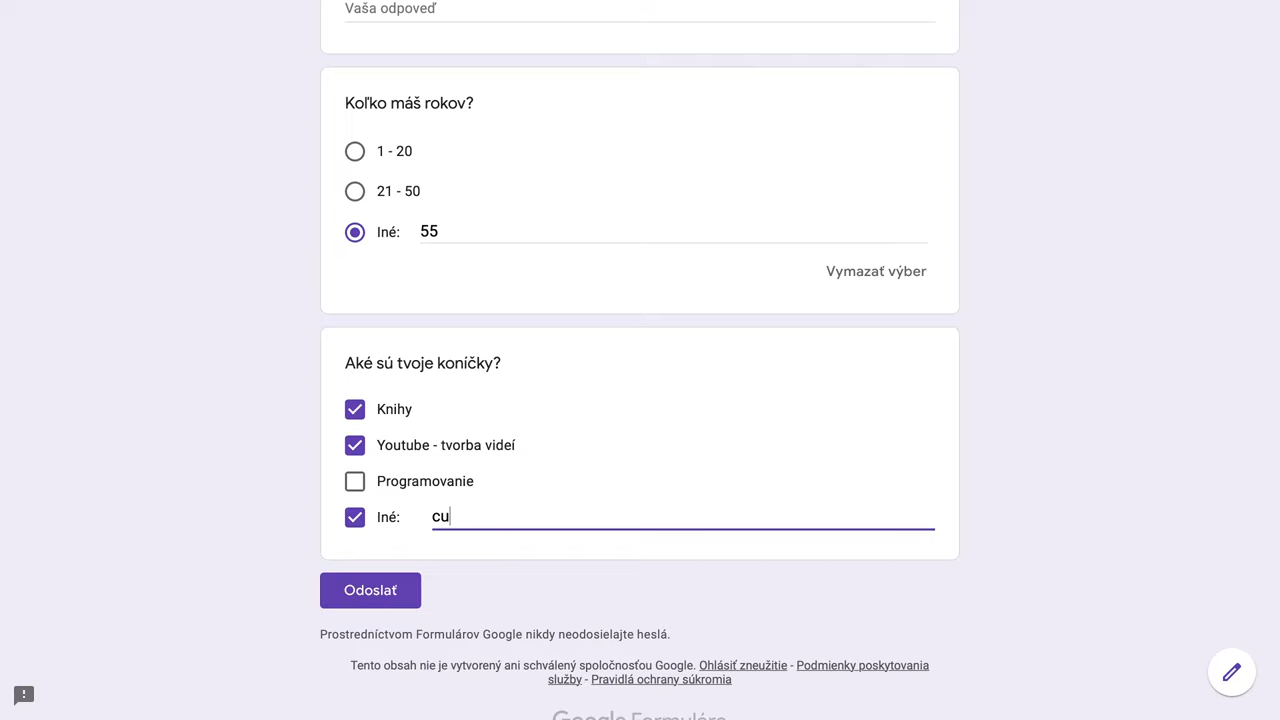 Vaša odpoveď
Koľko máš rokov?
1 - 20
21 - 50
Iné: 55
Vymazať výber
Aké sú tvoje koníčky?
Knihy
Youtube - tvorba videí
Programovanie
Iné: cu
Odoslať
Prostredníctvom Formulárov Google nikdy neodosielajte heslá.
Tento obsah nie je vytvorený ani schválený spoločnosťou Google. Ohlásiť zneužitie - Podmienky poskytovania
služby - Pravidlá ochrany súkromia
Google Formuláre